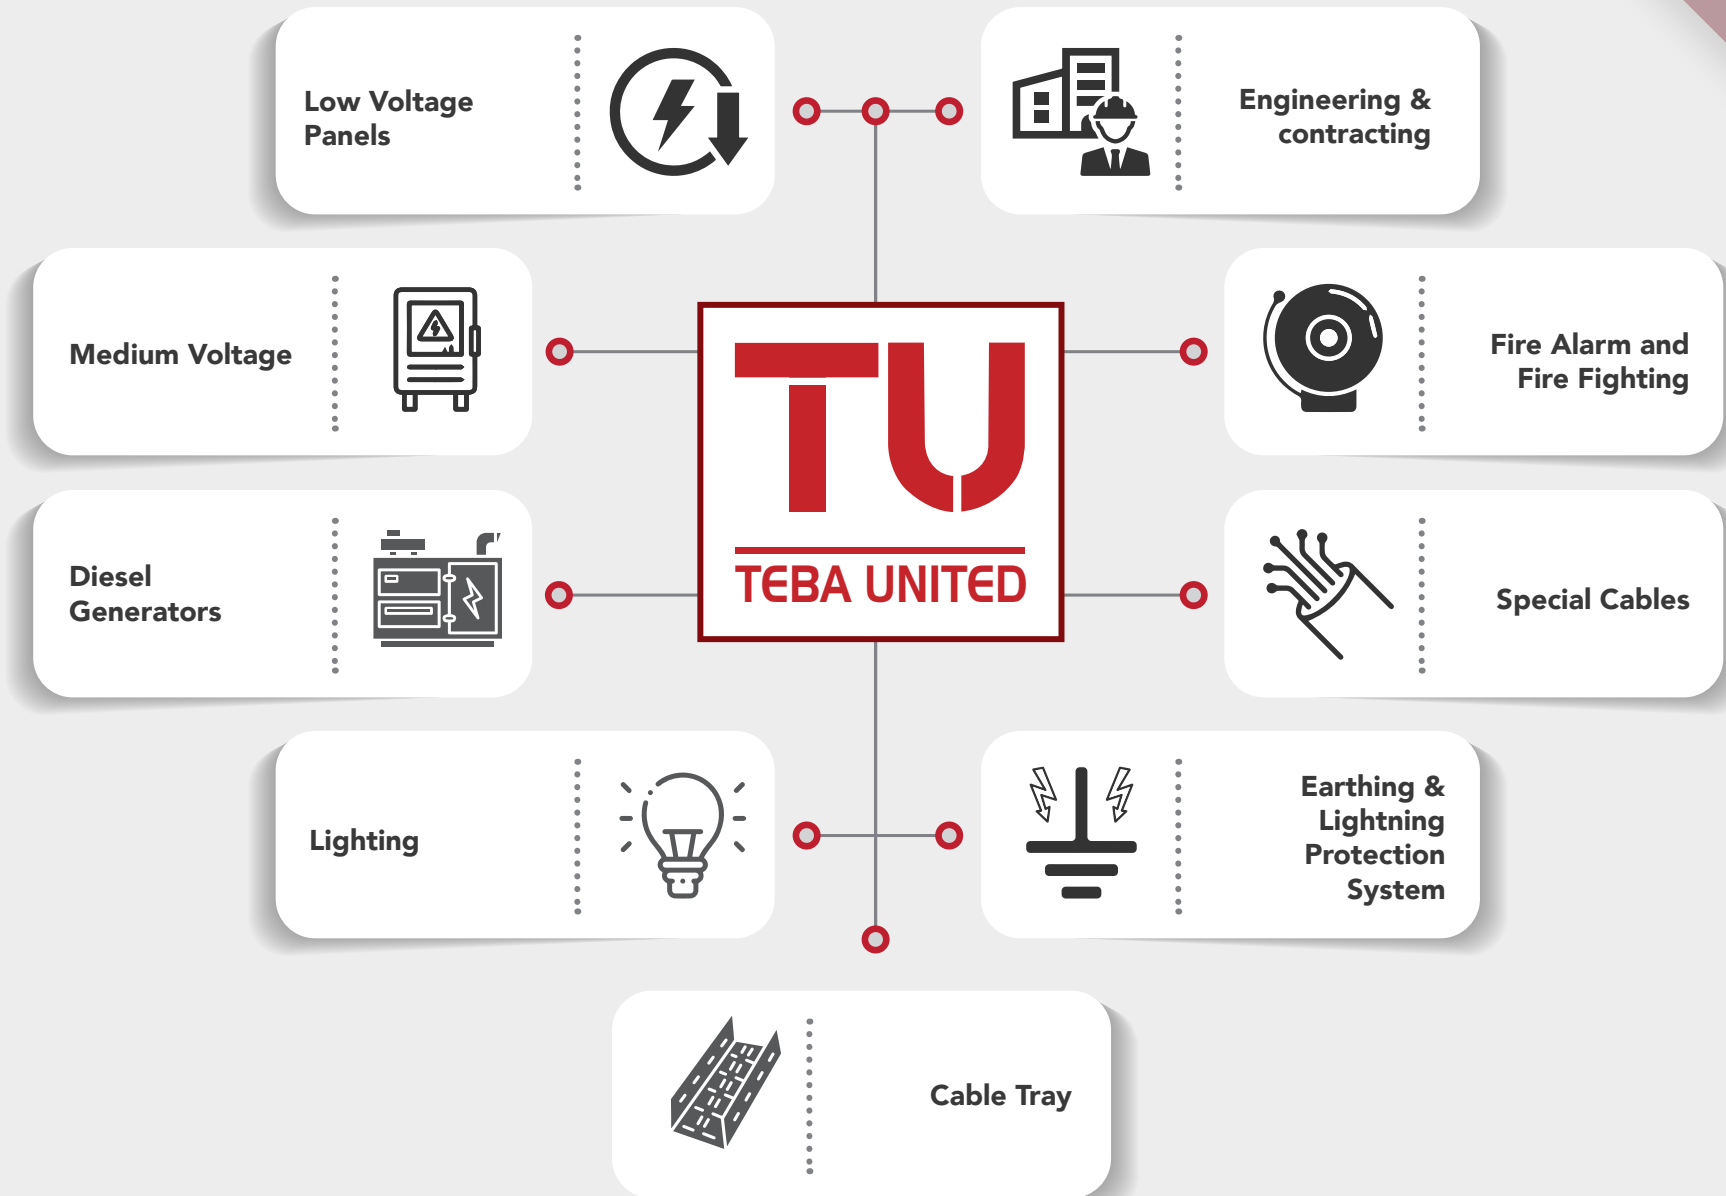 Low Voltage
Panels
Engineering &
contracting
Medium Voltage
Fire Alarm and
Fire Fighting
TU
TEBA UNITED
Diesel
Generators
Special Cables
Lighting
Earthing &
Lightning
Protection
System
Cable Tray